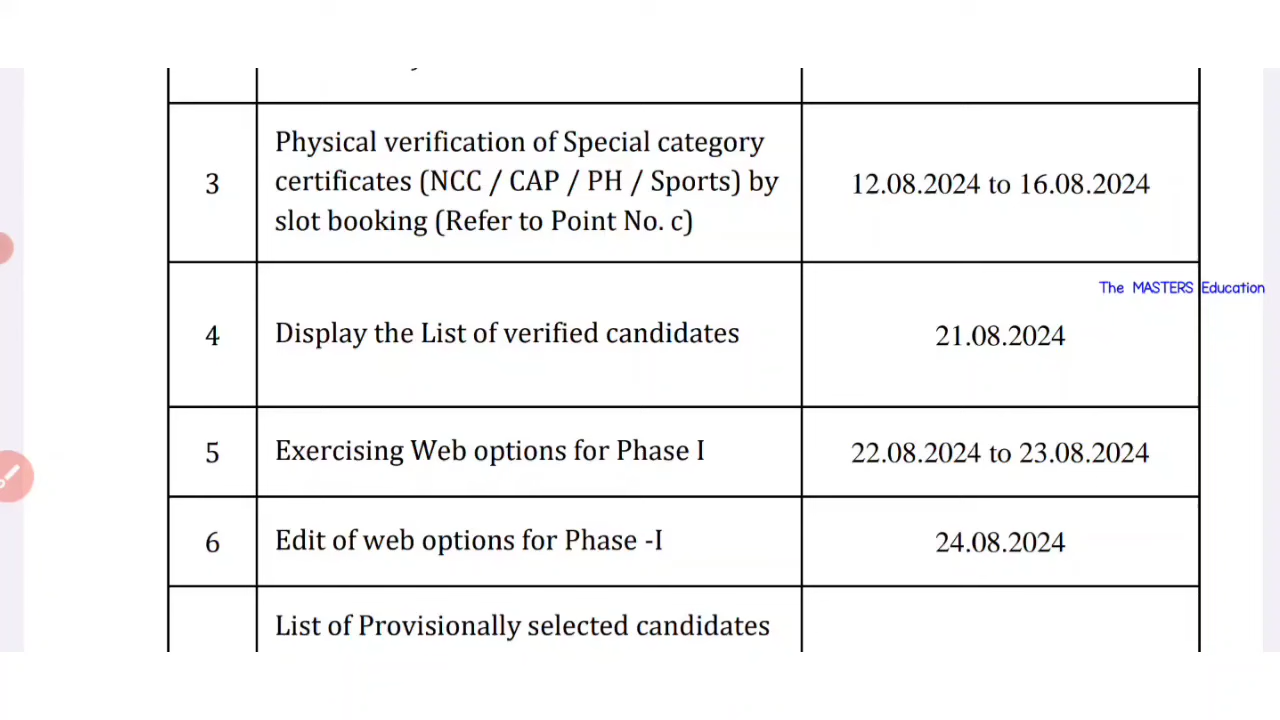 3
Physical verification of Special category
certificates (NCC / CAP / PH / Sports) by
slot booking (Refer to Point No. c)
12.08.2024 to 16.08.2024
The MASTERS Education
4
Display the List of verified candidates
21.08.2024
5
Exercising Web options for Phase I
22.08.2024 to 23.08.2024
6
Edit of web options for Phase -I
24.08.2024
List of Provisionally selected candidates